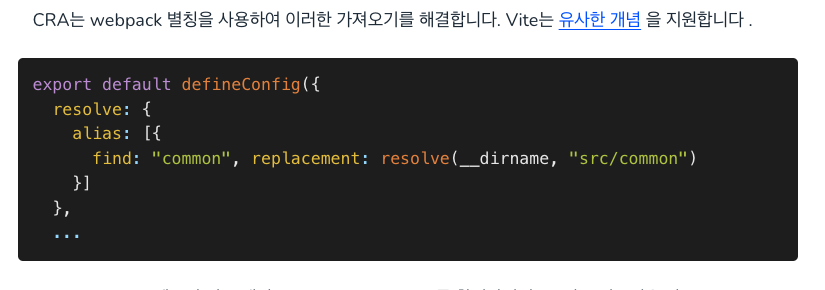 CRA는 webpack 별칭을 사용하여 이러한 가져오기를 해결합니다. Vite는 유사한 개념 을 지원합니다 .
export default defineConfig({
  resolve: {
    alias: [{
      find: "common", replacement: resolve(__dirname, "src/common")
    }]
  },
  ...